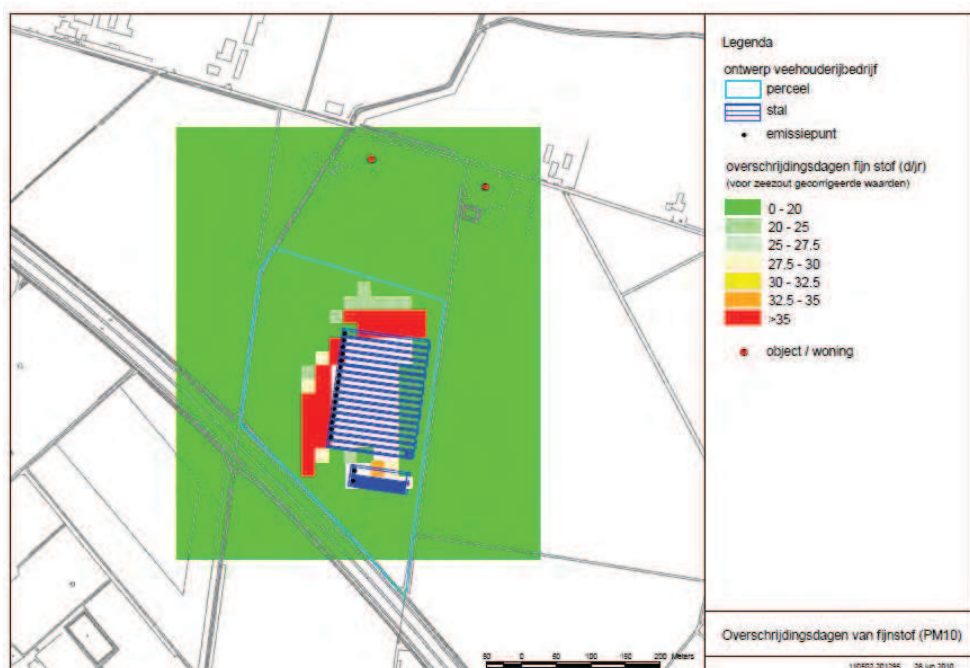 Legenda
ontwerp veehouderijbedrijf
perceel
stal
emissiepunt
overschrijdingsdagen fijn stof (d/jr)
(voor zeezout gecorrigeerde waarden)
0 - 20
20 - 25
25 - 27.5
27.5 - 30
30 - 32.5
32.5 - 35
>35
object / woning
50 0 50 100 150 200 Meters
Overschrijdingsdagen van fijnstof (PM10)
2010